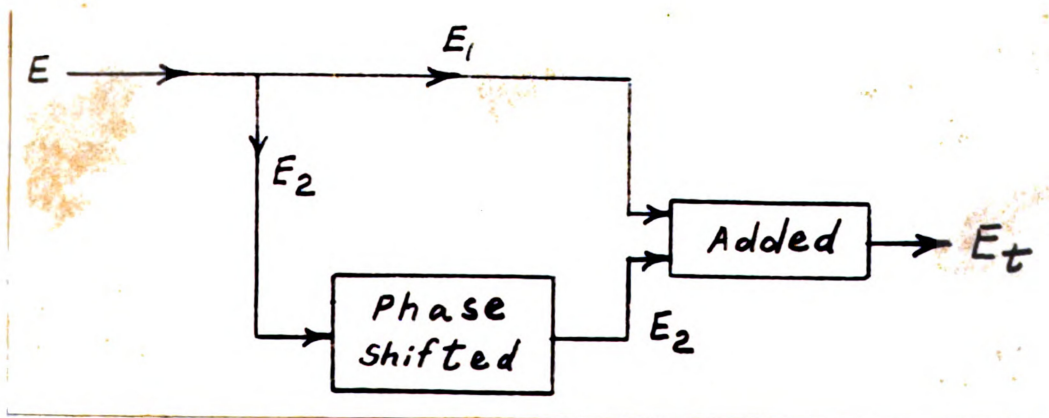 E
E₁
E₂
Added
Eₜ
Phase
Shifted
E₂